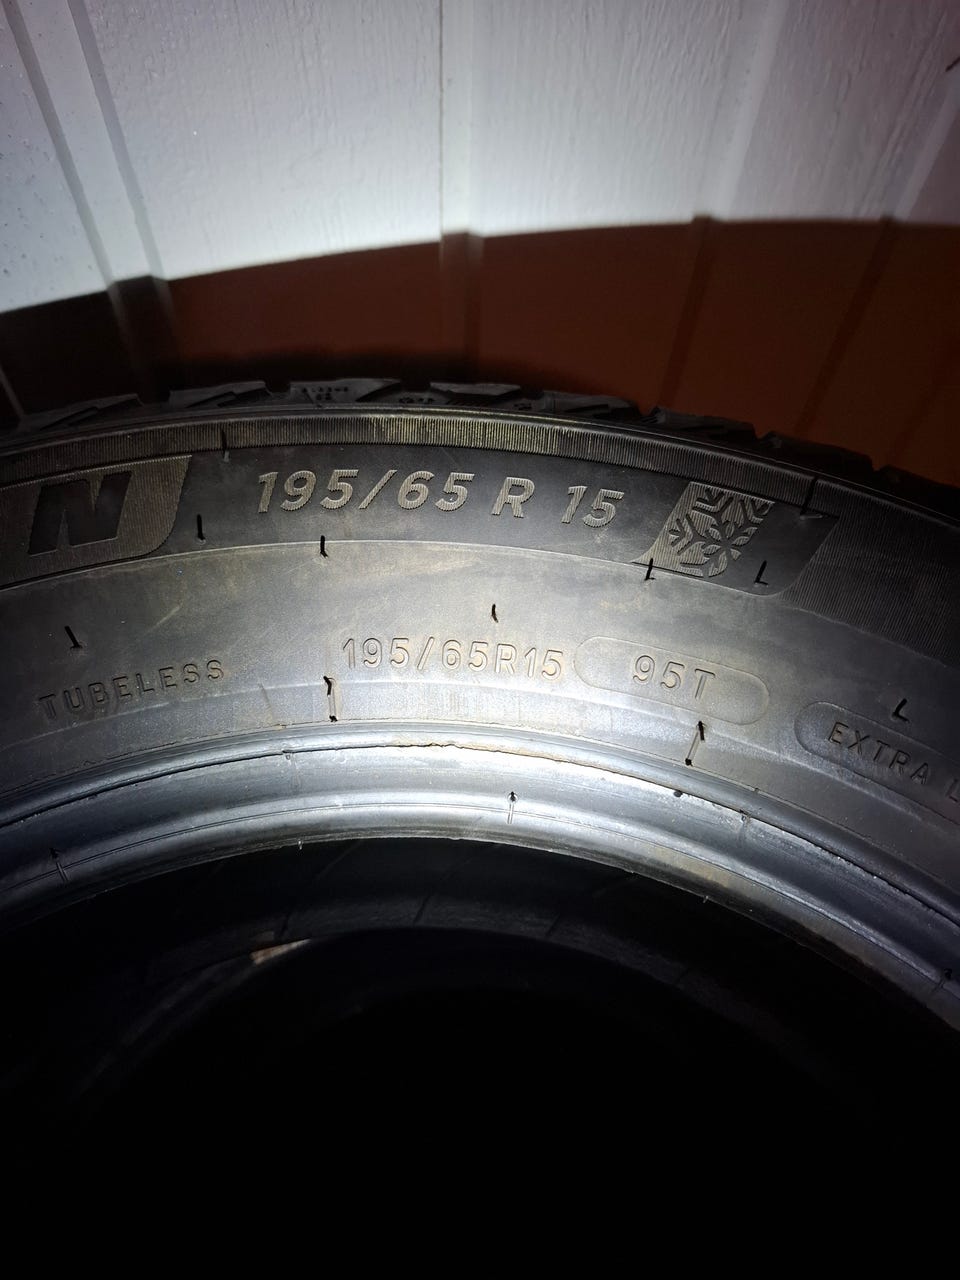 N 195/65 R 15
TUBELESS 195/65R15 95T EXTRA L